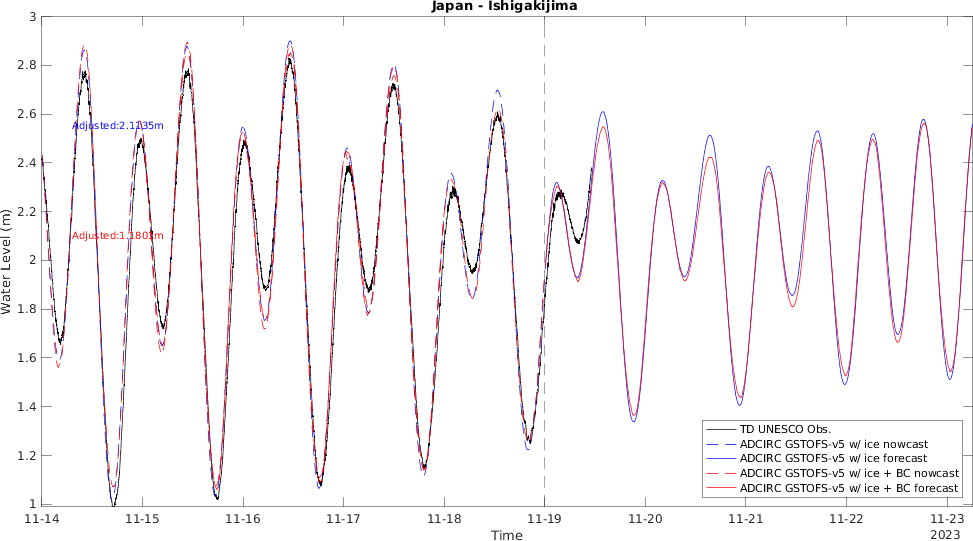 Japan - Ishigakijima
Water Level (m)
3
2.8
2.6
2.4
2.2
2
1.8
1.6
1.4
1.2
1
Adjusted:2.1135m
Adjusted:1.1803m
TD UNESCO Obs.
ADCIRC GSTOFS-v5 w/ ice nowcast
ADCIRC GSTOFS-v5 w/ ice forecast
ADCIRC GSTOFS-v5 w/ ice + BC nowcast
ADCIRC GSTOFS-v5 w/ ice + BC forecast
11-14 11-15 11-16 11-17 11-18 11-19 11-20 11-21 11-22 11-23
Time
2023